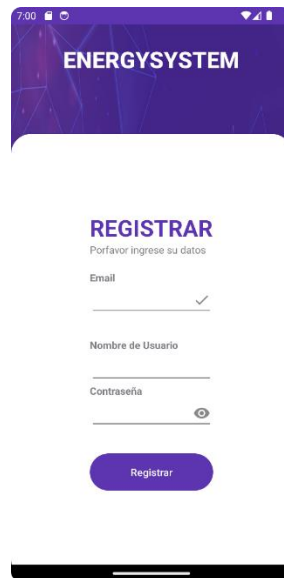 7:00
ENERGYSYSTEM
REGISTRAR
Porfavor ingrese su datos
Email
Nombre de Usuario
Contraseña
Registrar